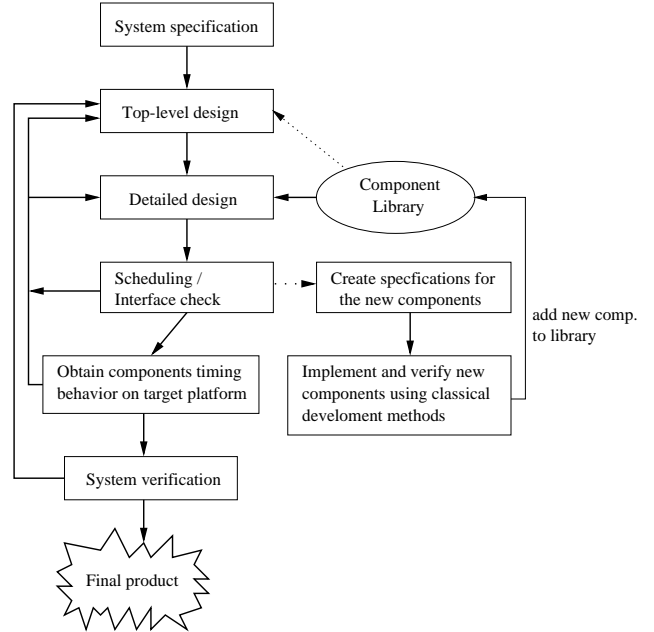 System specification
Top-level design
Component
Library
Detailed design
Scheduling /
Interface check
Create specfications for
the new components
add new comp.
to library
Obtain components timing
behavior on target platform
Implement and verify new
components using classical
develoment methods
System verification
Final product